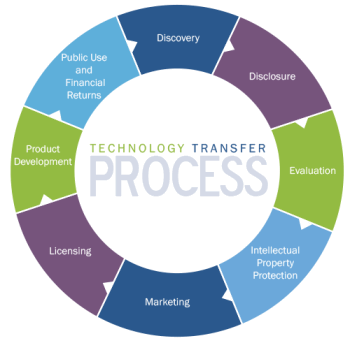 TECHNOLOGY TRANSFER
PROCESS
Discovery
Disclosure
Evaluation
Intellectual
Property
Protection
Marketing
Licensing
Product
Development
Public Use
and
Financial
Returns